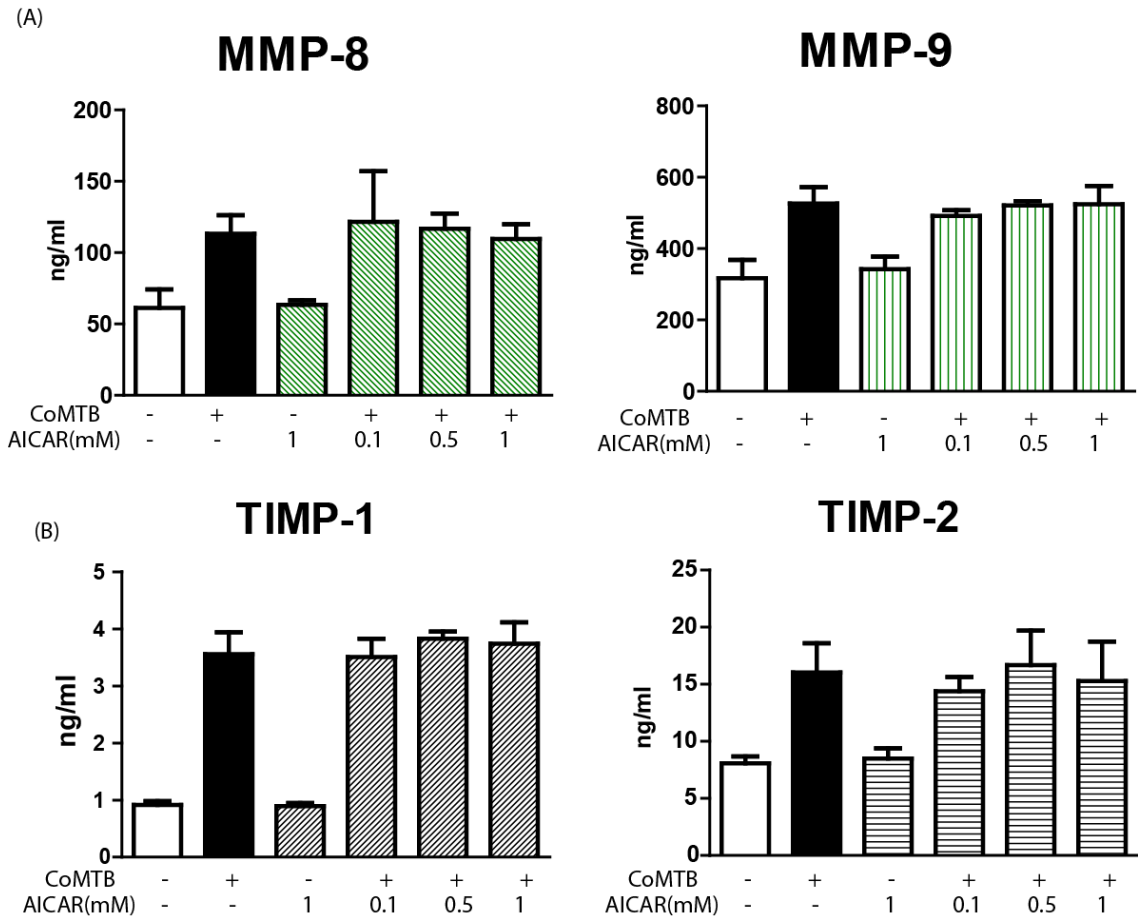 (A)
MMP-8
200
150
100
50
0
ng/ml
CoMTB - + - + + +
AICAR(mM) - - 1 0.1 0.5 1
MMP-9
800
600
400
200
0
ng/ml
CoMTB - + - + + +
AICAR(mM) - - 1 0.1 0.5 1
(B)
TIMP-1
5
4
3
2
1
0
ng/ml
CoMTB - + - + + +
AICAR(mM) - - 1 0.1 0.5 1
TIMP-2
25
20
15
10
5
0
ng/ml
CoMTB - + - + + +
AICAR(mM) - - 1 0.1 0.5 1